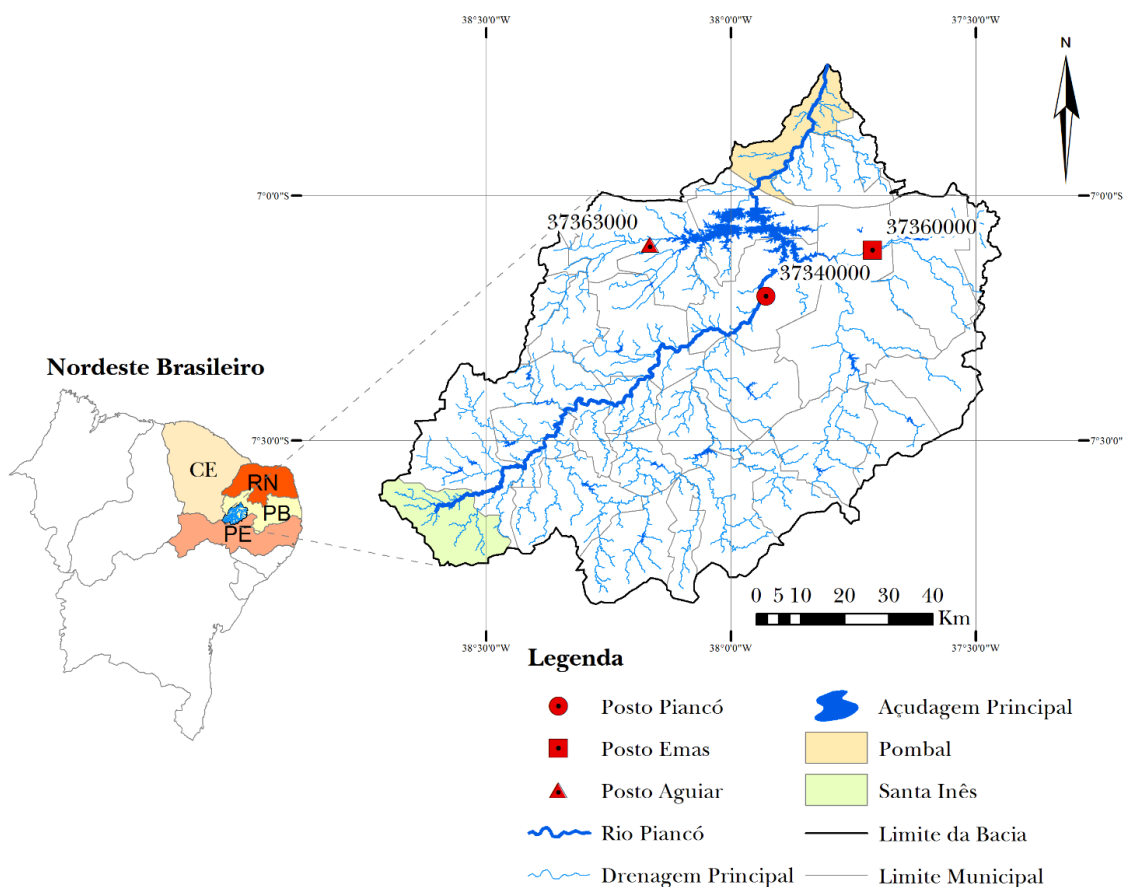 38°30'0"W
38°0'0"W
37°30'0"W
N
7°0'0"S
7°0'0"S
37363000
37360000
37340000
Nordeste Brasileiro
7°30'0"S
7°30'0"S
CE
RN
PB
PE
0 5 10 20 30 40
Km
38°30'0"W
38°0'0"W
37°30'0"W
Legenda
Posto Piancó
Açudagem Principal
Posto Emas
Pombal
Posto Aguiar
Santa Inês
Rio Piancó
Limite da Bacia
Drenagem Principal
Limite Municipal